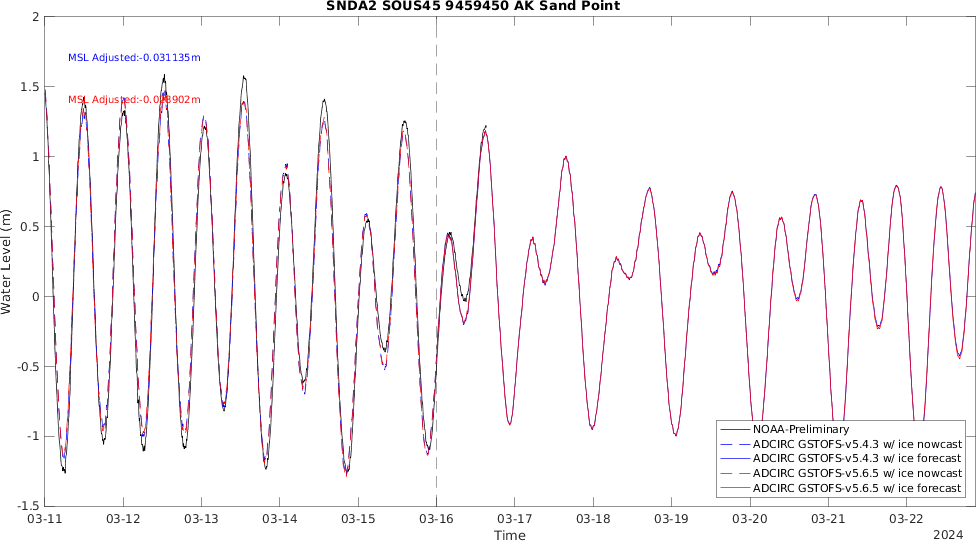 SNDA2 SOUS45 9459450 AK Sand Point
2
1.5
1
0.5
0
-0.5
-1
-1.5
Water Level (m)
MSL Adjusted:-0.031135m
MSL Adjusted:-0.028902m
NOAA-Preliminary
ADCIRC GSTOFS-v5.4.3 w/ ice nowcast
ADCIRC GSTOFS-v5.4.3 w/ ice forecast
ADCIRC GSTOFS-v5.6.5 w/ ice nowcast
ADCIRC GSTOFS-v5.6.5 w/ ice forecast
03-11 03-12 03-13 03-14 03-15 03-16 03-17 03-18 03-19 03-20 03-21 03-22
Time
2024